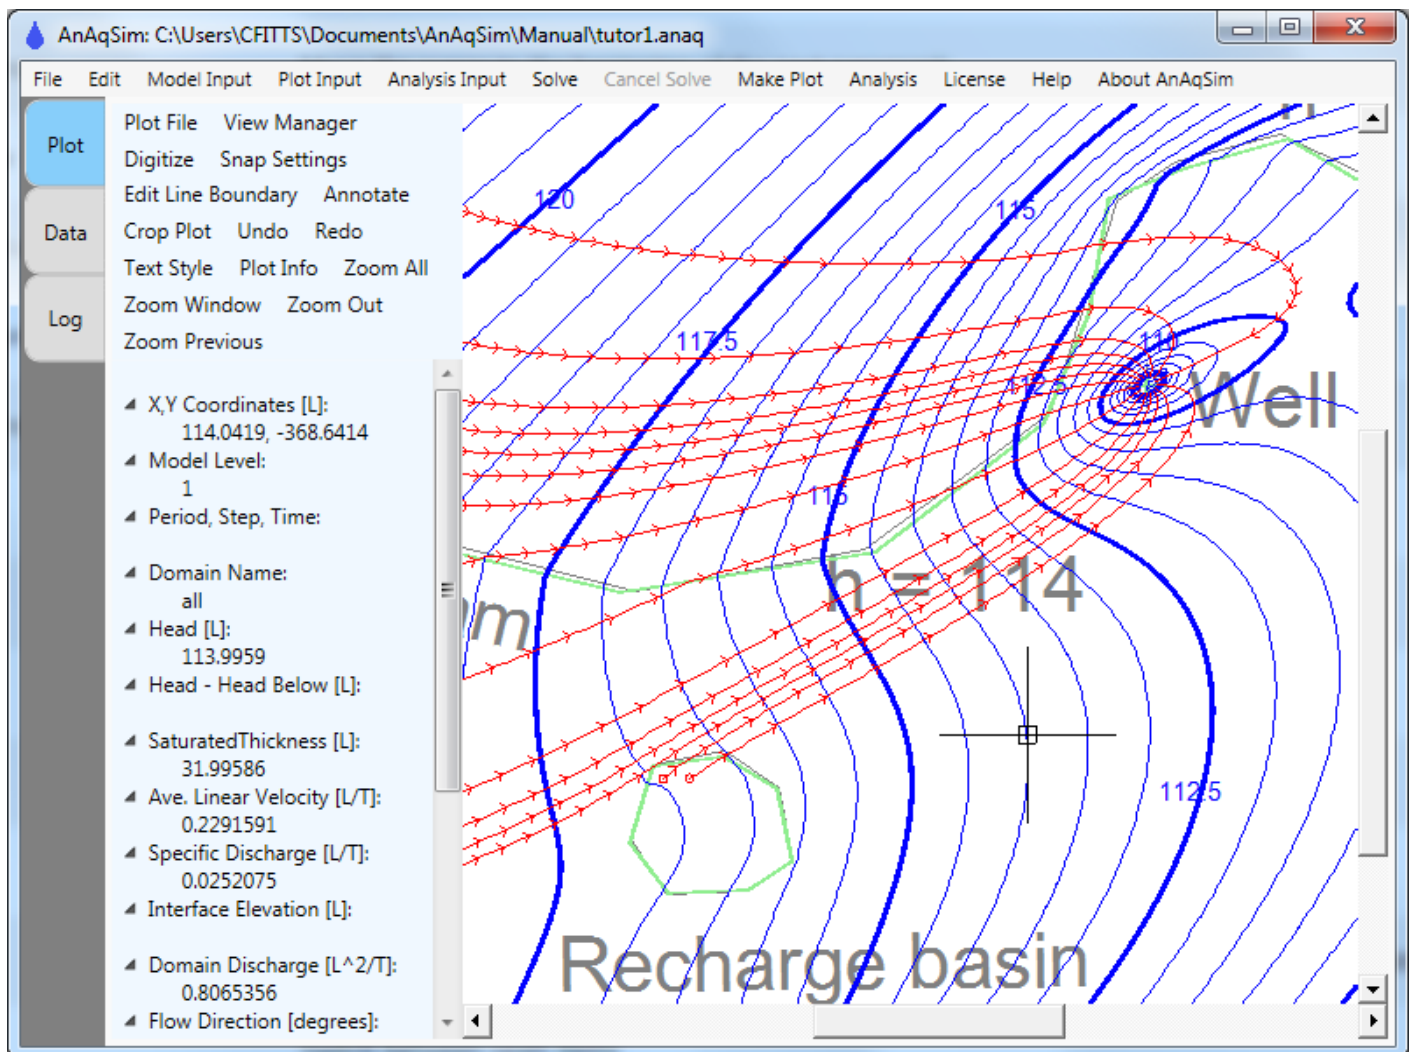 AnAqSim: C:\Users\CFITTS\Documents\AnAqSim\Manual\tutor1.anaq
File Edit Model Input Plot Input Analysis Input Solve Cancel Solve Make Plot Analysis License Help About AnAqSim
Plot
Data
Log
Plot File View Manager
Digitize Snap Settings
Edit Line Boundary Annotate
Crop Plot Undo Redo
Text Style Plot Info Zoom All
Zoom Window Zoom Out
Zoom Previous
X,Y Coordinates [L]:
114.0419, -368.6414
Model Level:
1
Period, Step, Time:
Domain Name:
all
Head [L]:
113.9959
Head - Head Below [L]:
SaturatedThickness [L]:
31.99586
Ave. Linear Velocity [L/T]:
0.2291591
Specific Discharge [L/T]:
0.0252075
Interface Elevation [L]:
Domain Discharge [L^2/T]:
0.8065356
Flow Direction [degrees]:
120
115
117.5
110
112.5
Well
115
h = 114
112.5
Recharge basin